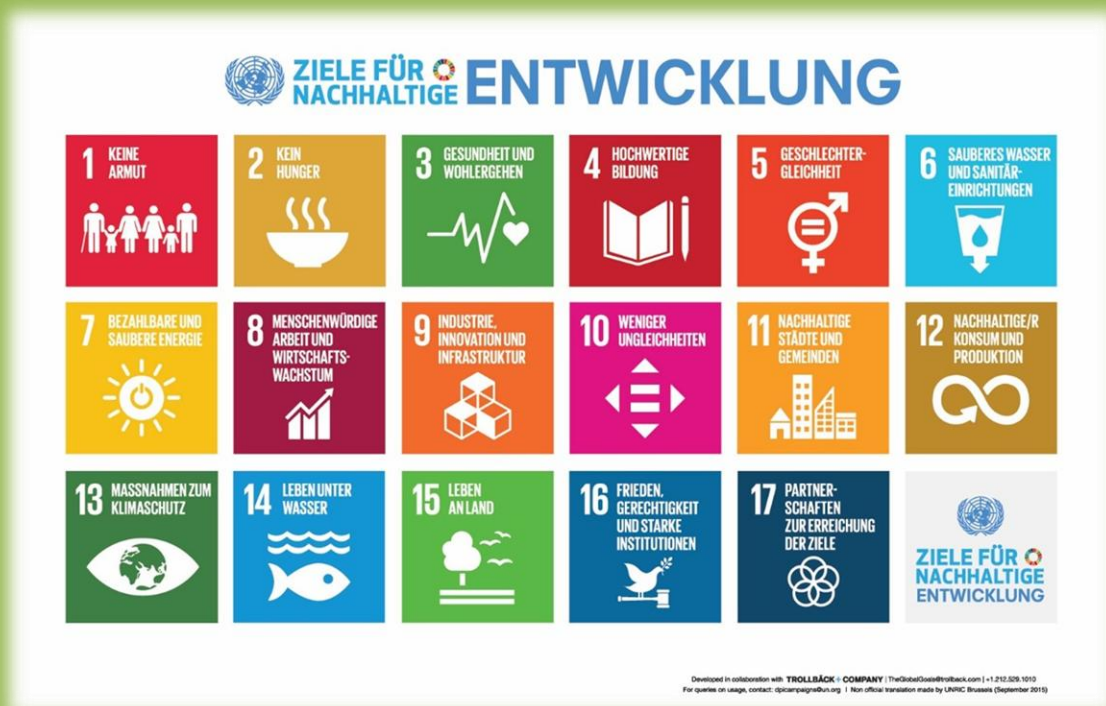 ZIELE FÜR
NACHHALTIGE ENTWICKLUNG
1 KEINE
ARMUT
2 KEIN
HUNGER
3 GESUNDHEIT UND
WOHLERGEHEN
4 HOCHWERTIGE
BILDUNG
5 GESCHLECHTER-
GLEICHHEIT
6 SAUBERES WASSER
UND SANITÄR-
EINRICHTUNGEN
7 BEZAHLBARE UND
SAUBERE ENERGIE
8 MENSCHENWÜRDIGE
ARBEIT UND
WIRTSCHAFTS-
WACHSTUM
9 INDUSTRIE,
INNOVATION UND
INFRASTRUKTUR
10 WENIGER
UNGLEICHHEITEN
11 NACHHALTIGE
STÄDTE UND
GEMEINDEN
12 NACHHALTIGE/R
KONSUM UND
PRODUKTION
13 MASSNAHMEN ZUM
KLIMASCHUTZ
14 LEBEN UNTER
WASSER
15 LEBEN
AN LAND
16 FRIEDEN,
GERECHTIGKEIT
UND STARKE
INSTITUTIONEN
17 PARTNER-
SCHAFTEN
ZUR ERREICHUNG
DER ZIELE
ZIELE FÜR
NACHHALTIGE
ENTWICKLUNG
Developed in collaboration with TROLLBÄCK + COMPANY | TheGlobalGoals@trollback.com | +1.212.529.1010
For queries on usage, contact: dpicampaigns@un.org | Non official translation made by UNRIC Brussels (September 2015)